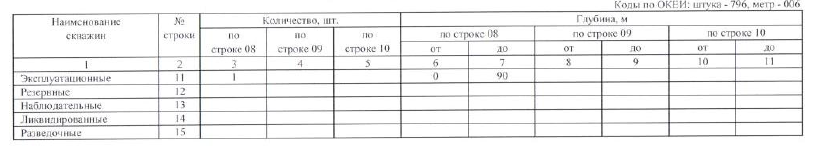 Коды по ОКЕИ: штука - 796, метр - 006
Наименование скважин № строки Количество, шт. Глубина, м
по строке 08 по строке 09 по строке 10 по строке 08 по строке 09 по строке 10
от до от до от до
1 2 3 4 5 6 7 8 9 10 11
Эксплуатационные 11 1 0 90
Резервные 12
Наблюдательные 13
Ликвидированные 14
Разведочные 15